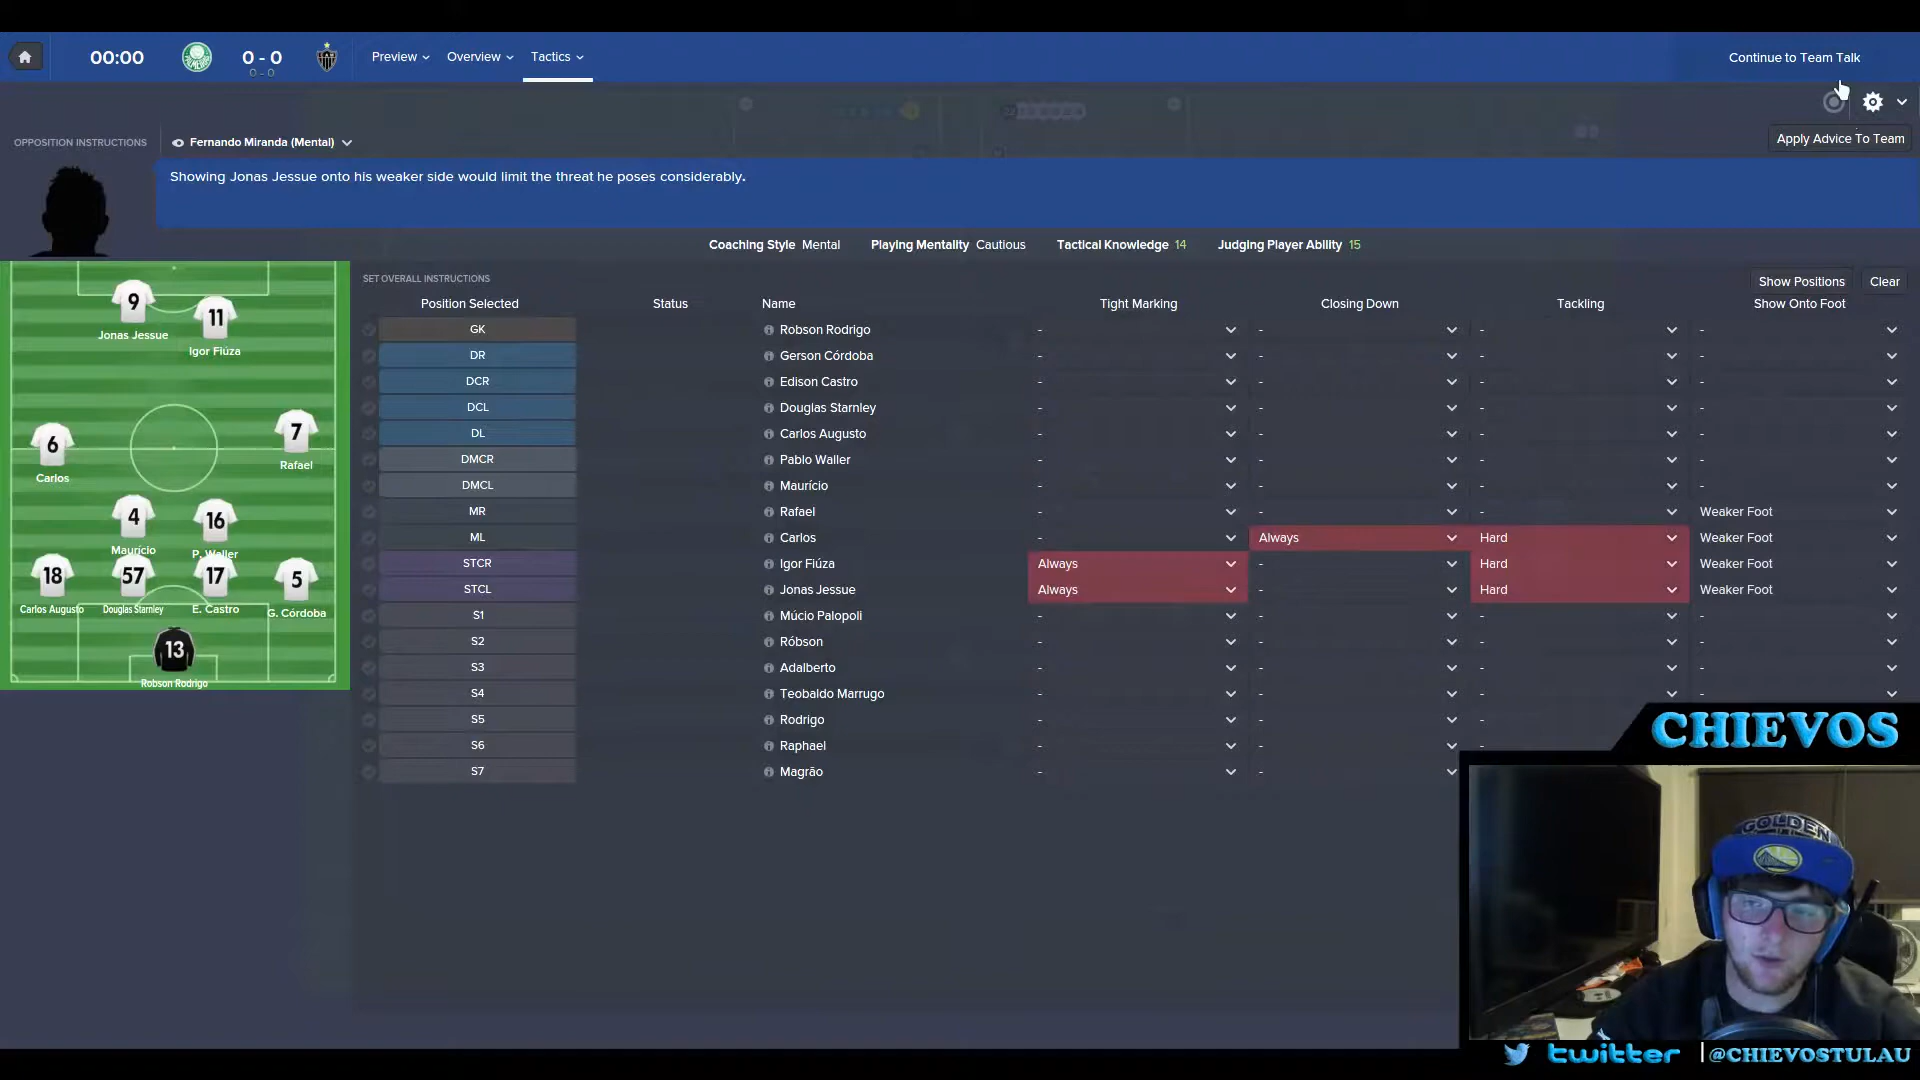 00:00 0 - 0 Preview Overview Tactics Continue to Team Talk
0 - 0
OPPOSITION INSTRUCTIONS Fernando Miranda (Mental) Apply Advice To Team
Showing Jonas Jessue onto his weaker side would limit the threat he poses considerably.
Coaching Style Mental Playing Mentality Cautious Tactical Knowledge 14 Judging Player Ability 15
SET OVERALL INSTRUCTIONS Show Positions Clear
Position Selected Status Name Tight Marking Closing Down Tackling Show Onto Foot
GK Robson Rodrigo - - - -
DR Gerson Córdoba - - - -
DCR Edison Castro - - - -
DCL Douglas Starnley - - - -
DL Carlos Augusto - - - -
DMCR Pablo Waller - - - -
DMCL Maurício - - - -
MR Rafael - - - Weaker Foot
ML Carlos - Always Hard Weaker Foot
STCR Igor Fiúza Always - Hard Weaker Foot
STCL Jonas Jessue Always - Hard Weaker Foot
S1 Múcio Palopoli - - - -
S2 Róbson - - - -
S3 Adalberto - - - -
S4 Teobaldo Marrugo - - - -
S5 Rodrigo - - -
S6 Raphael - - -
S7 Magrão - -
9
Jonas Jessue
11
Igor Fiúza
7
Rafael
6
Carlos
4
Maurício
16
P. Waller
18
Carlos Augusto
57
Douglas Starnley
17
E. Castro
5
G. Córdoba
13
Robson Rodrigo
CHIEVOS
GOLDEN
twitter | @CHIEVOSTULAU